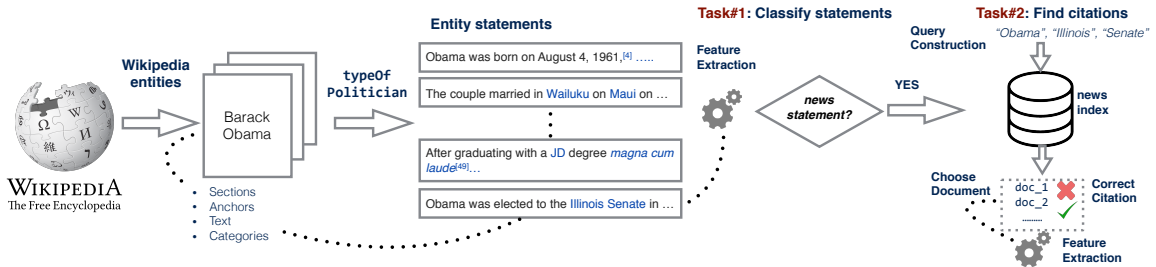 Wikipedia
entities
WIKIPEDIA
The Free Encyclopedia
Ω
W
И
維
Barack
Obama
• Sections
• Anchors
• Text
• Categories
typeOf
Politician
Entity statements
Obama was born on August 4, 1961,[4] .....
The couple married in Wailuku on Maui on …
After graduating with a JD degree magna cum
laude[49]…
Obama was elected to the Illinois Senate in …
Task#1: Classify statements
Feature
Extraction
news
statement?
YES
Task#2: Find citations
Query
Construction
“Obama”, “Illinois”, “Senate”
news
index
Choose
Document
doc_1
doc_2
.........
Correct
Citation
Feature
Extraction